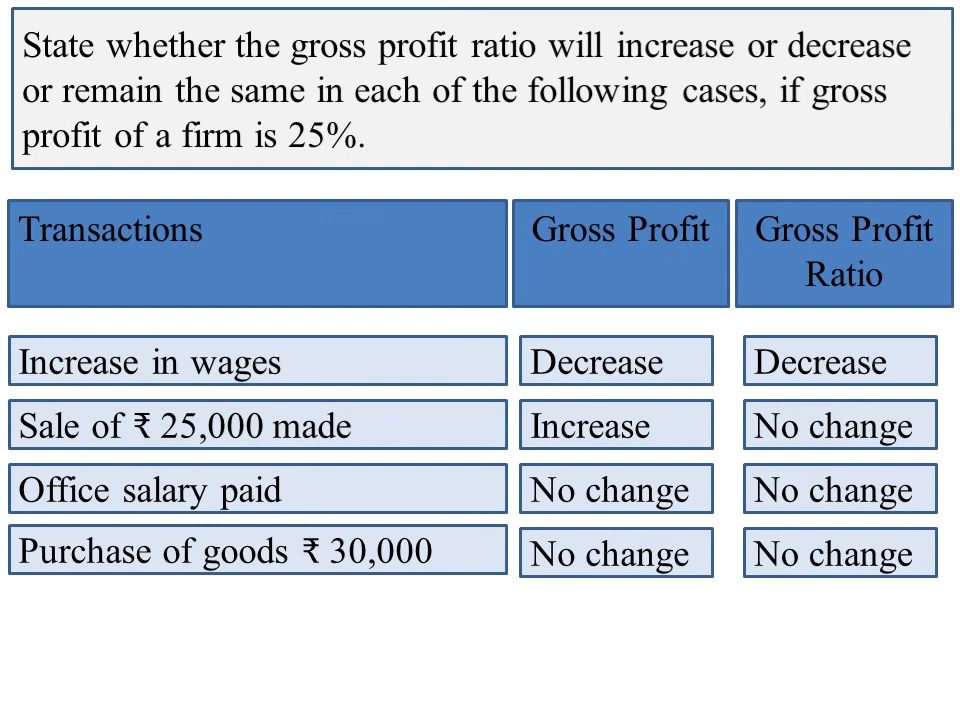 State whether the gross profit ratio will increase or decrease
or remain the same in each of the following cases, if gross
profit of a firm is 25%.
Transactions
Gross Profit
Gross Profit
Ratio
Increase in wages
Decrease
Decrease
Sale of ₹ 25,000 made
Increase
No change
Office salary paid
No change
No change
Purchase of goods ₹ 30,000
No change
No change